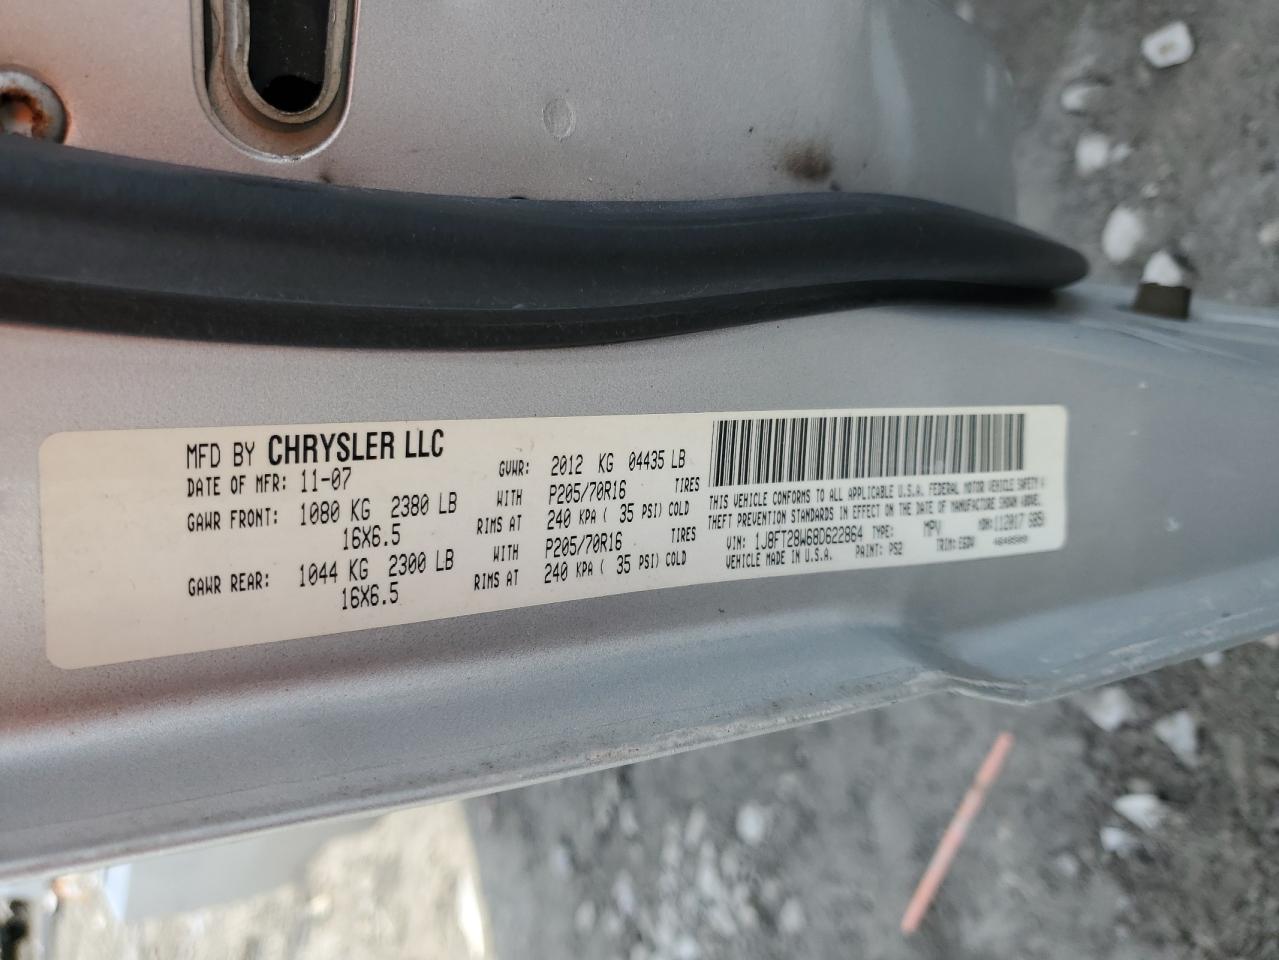 MFD BY CHRYSLER LLC
DATE OF MFR: 11-07 GVWR: 2012 KG 04435 LB
GAWR FRONT: 1080 KG 2380 LB WITH P205/70R16 TIRES
16X6.5 RIMS AT 240 KPA ( 35 PSI) COLD
GAWR REAR: 1044 KG 2300 LB WITH P205/70R16 TIRES
16X6.5 RIMS AT 240 KPA ( 35 PSI) COLD
THIS VEHICLE CONFORMS TO ALL APPLICABLE U.S.A. FEDERAL MOTOR VEHICLE SAFETY
THEFT PREVENTION STANDARDS IN EFFECT ON THE DATE OF MANUFACTURE SHOWN ABOVE.
VIN: 1J8FT28W68D622864 TYPE: MPV MDH: 112017
VEHICLE MADE IN U.S.A. PAINT: PS2 TRIM: